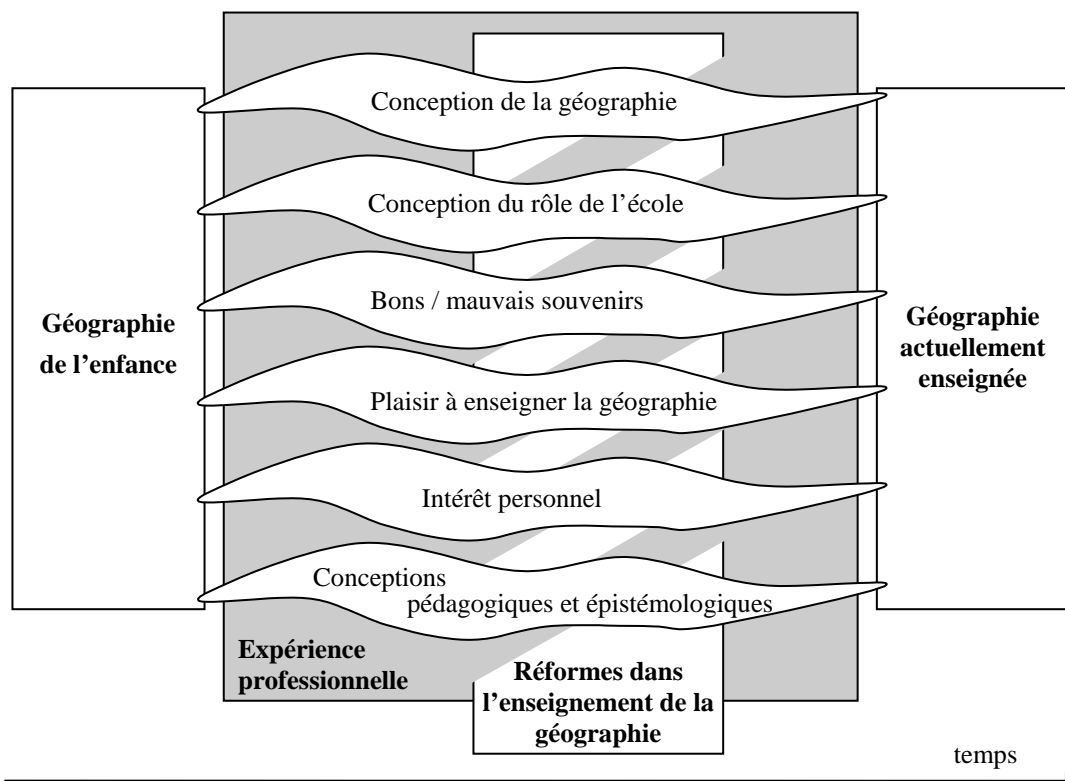 Conception de la géographie
Conception du rôle de l’école
Bons / mauvais souvenirs
Géographie
de l’enfance
Géographie
actuellement
enseignée
Plaisir à enseigner la géographie
Intérêt personnel
Conceptions
pédagogiques et épistémologiques
Expérience
professionnelle
Réformes dans
l’enseignement de la
géographie
temps